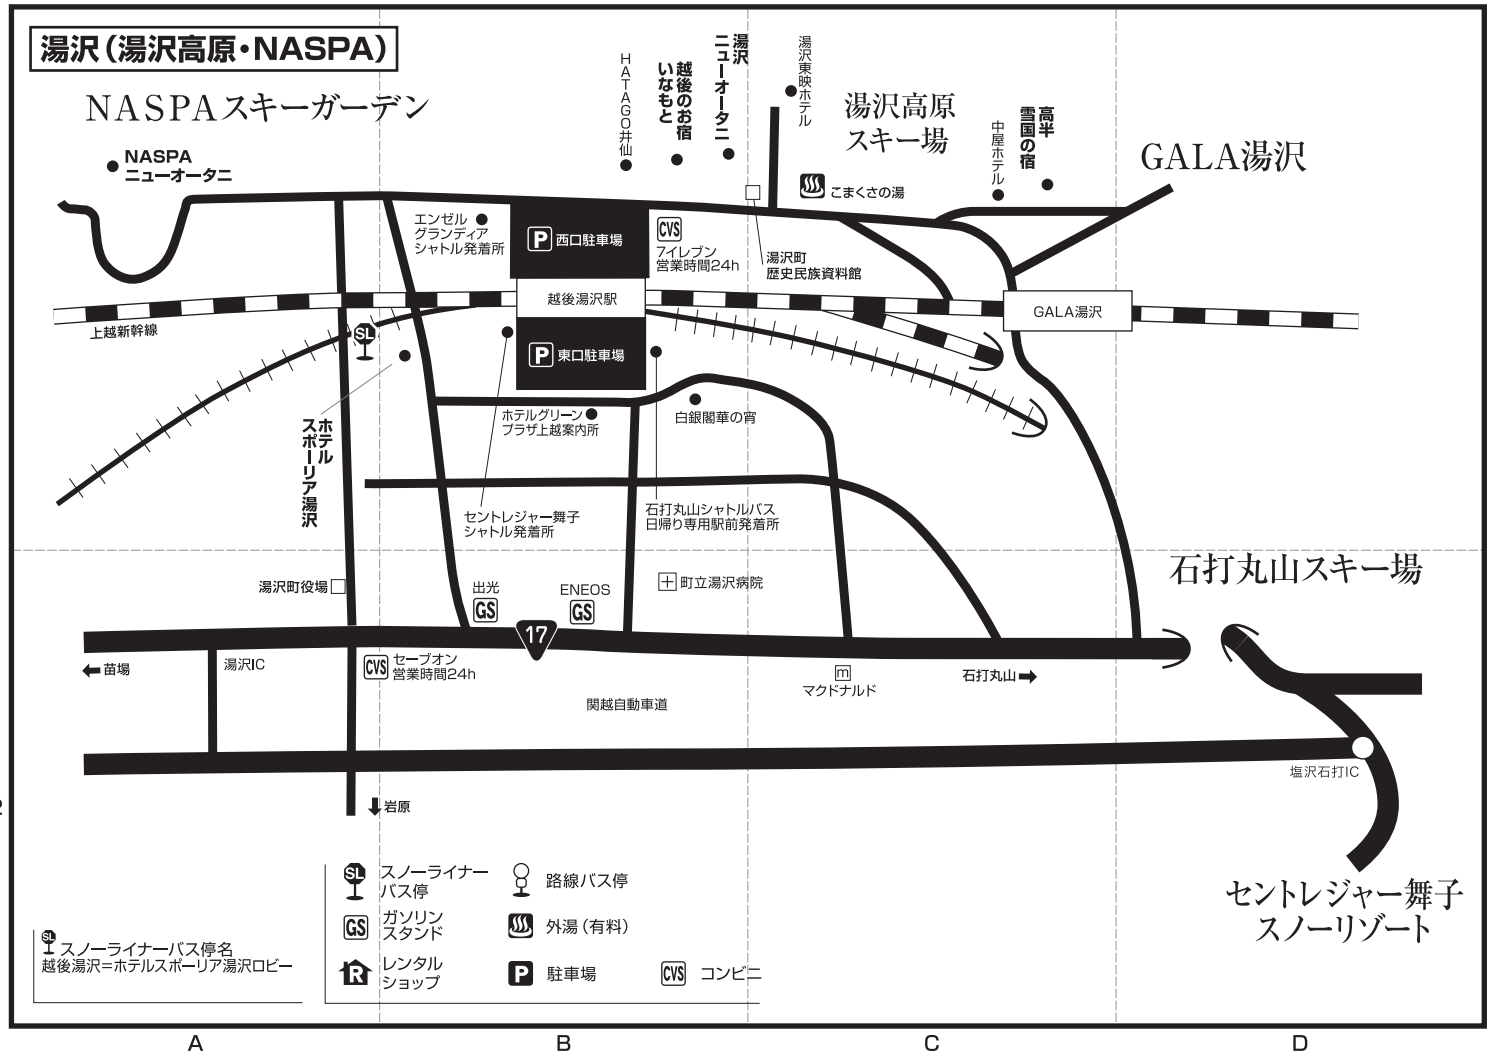 湯沢(湯沢高原・NASPA)
NASPAスキーガーデン
NASPA
ニューオータニ
HATAGO井仙
越後のお宿
いなもと
湯沢
ニューオータニ
湯沢東映ホテル
湯沢高原
スキー場
中屋ホテル
高半
雪国の宿
GALA湯沢
こまくさの湯
エンゼル
グランディア
シャトル発着所
P 西口駐車場
CVS
7イレブン
営業時間24h
湯沢町
歴史民族資料館
越後湯沢駅
GALA湯沢
上越新幹線
SL
P 東口駐車場
ホテルグリーン
プラザ上越案内所
白銀閣華の宵
ホテル
スポーリア湯沢
セントレジャー舞子
シャトル発着所
石打丸山シャトルバス
日帰り専用駅前発着所
石打丸山スキー場
湯沢町役場
出光
GS
ENEOS
GS
町立湯沢病院
17
←苗場
湯沢IC
CVS セーブオン
営業時間24h
m
マクドナルド
石打丸山→
関越自動車道
塩沢石打IC
↓岩原
セントレジャー舞子
スノーリゾート
SL スノーライナー
バス停
路線バス停
GS ガソリン
スタンド
外湯(有料)
R レンタル
ショップ
P 駐車場
CVS コンビニ
SL スノーライナーバス停名
越後湯沢=ホテルスポーリア湯沢ロビー
A B C D